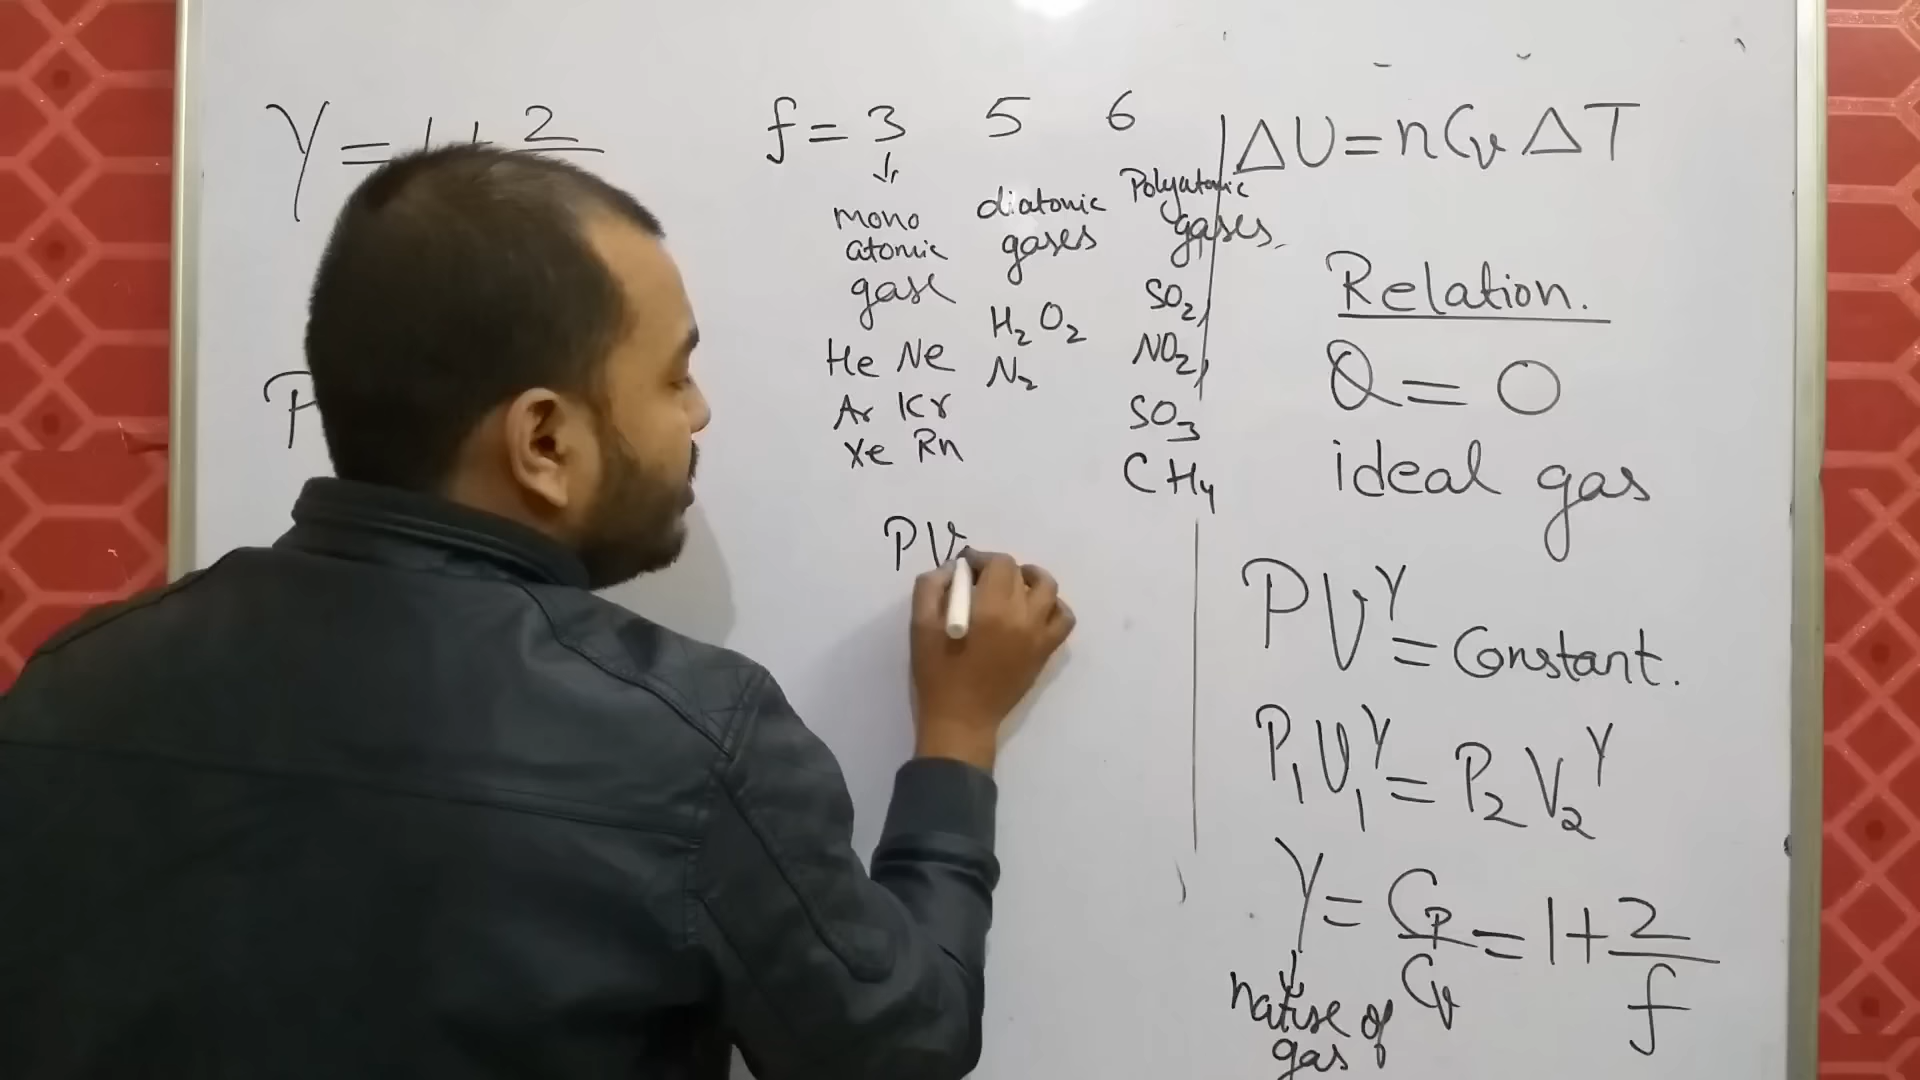 γ = 1 + 2
P
f = 3 5 6
mono
atomic
gase
diatomic
gases
Polyatomic
gases
He Ne
Ar Kr
Xe Rn
H₂ O₂
N₂
SO₂
NO₂
SO₃
CH₄
PV
ΔU = nCv ΔT
Relation.
Q = 0
ideal gas
PV^γ = Constant.
P₁V₁^γ = P₂V₂^γ
γ = Cp/Cv = 1 + 2/f
nature of
gas